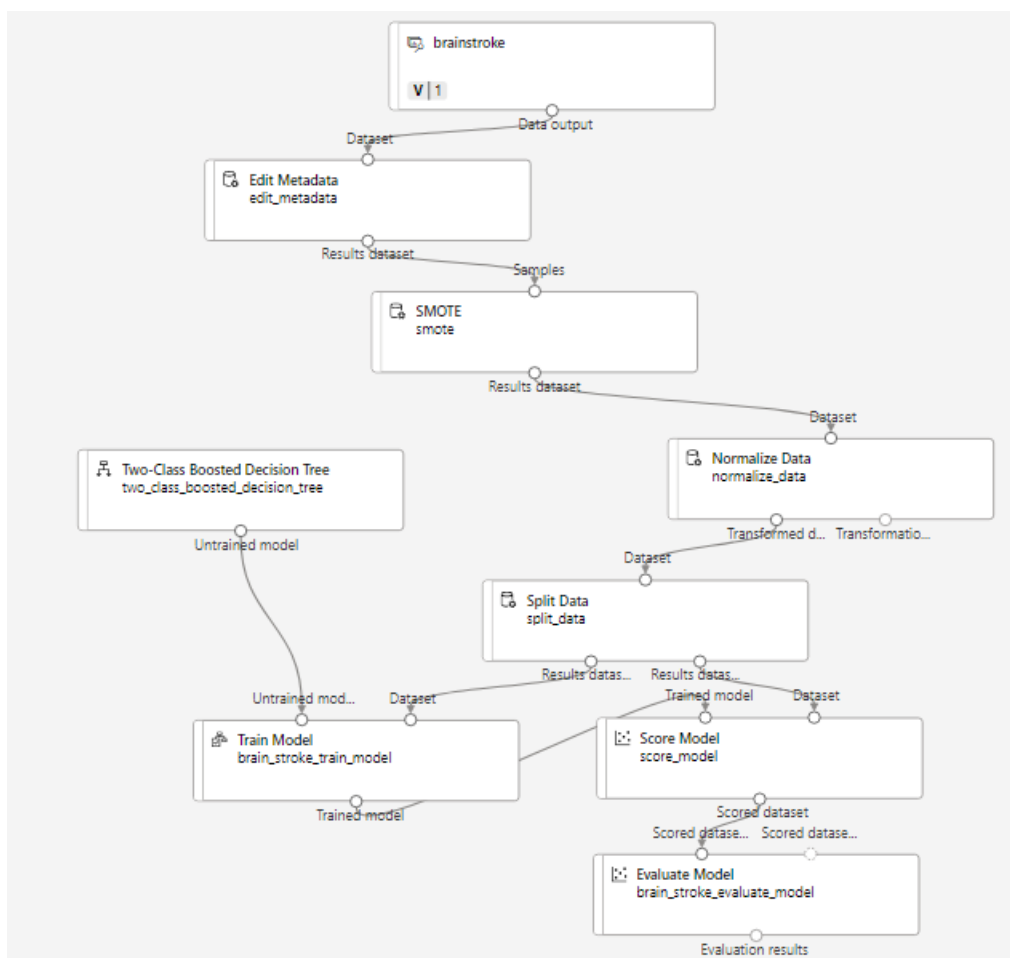 brainstroke
V | 1
Data output
Dataset
Edit Metadata
edit_metadata
Results dataset
Samples
SMOTE
smote
Results dataset
Dataset
Normalize Data
normalize_data
Transformed d... Transformatio...
Two-Class Boosted Decision Tree
two_class_boosted_decision_tree
Untrained model
Dataset
Split Data
split_data
Results datas... Results datas...
Untrained mod... Dataset
Train Model
brain_stroke_train_model
Trained model
Trained model Dataset
Score Model
score_model
Scored dataset
Scored datase... Scored datase...
Evaluate Model
brain_stroke_evaluate_model
Evaluation results